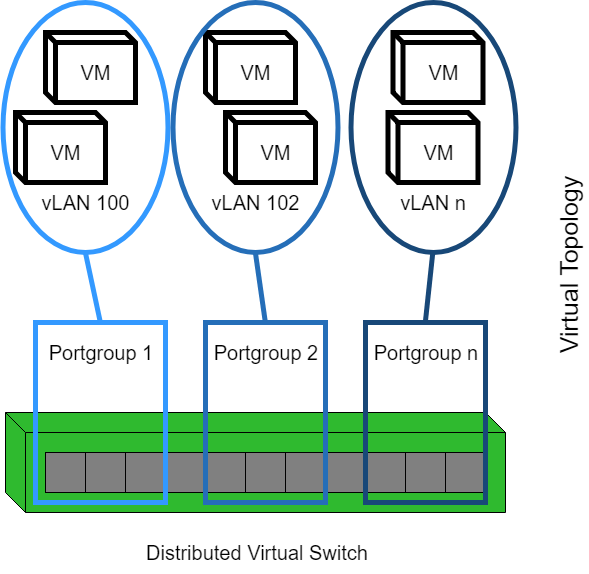 VM
VM
VM
VM
VM
VM
vLAN 100
vLAN 102
vLAN n
Virtual Topology
Portgroup 1
Portgroup 2
Portgroup n
Distributed Virtual Switch